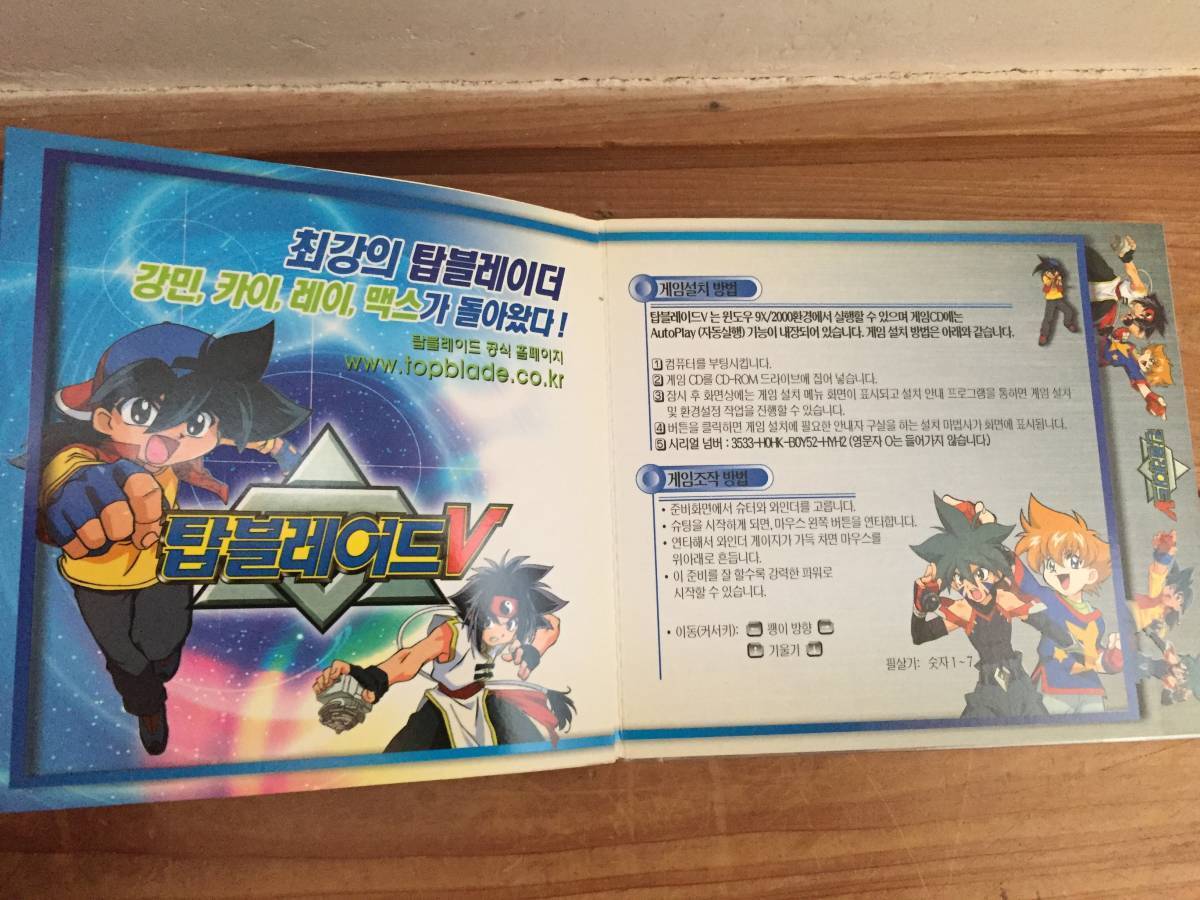 최강의 탑블레이더
강민, 카이, 레이, 맥스가 돌아왔다!
탑블레이드 공식 홈페이지
www.topblade.co.kr
탑블레이드V
게임설치 방법
탑블레이드V 는 윈도우 9X/2000환경에서 실행할 수 있으며 게임CD에는
AutoPlay (자동실행) 기능이 내장되어 있습니다. 게임 설치 방법은 아래와 같습니다.
1 컴퓨터를 부팅시킵니다.
2 게임 CD를 CD-ROM 드라이브에 집어 넣습니다.
3 잠시 후 화면상에는 게임 설치 메뉴 화면이 표시되고 설치 안내 프로그램을 통하면 게임 설치
및 환경설정 작업을 진행할 수 있습니다.
4 버튼을 클릭하면 게임 설치에 필요한 안내자 구실을 하는 설치 마법사가 화면에 표시됩니다.
5 시리얼 넘버 : 3533-H0HK-B0Y52-HYH2 (영문자 O는 들어가지 않습니다.)
게임조작 방법
• 준비화면에서 슈터와 와인더를 고릅니다.
• 슈팅을 시작하게 되면, 마우스 왼쪽 버튼을 연타합니다.
• 연타해서 와인더 게이지가 가득 차면 마우스를
위아래로 흔듭니다.
• 이 준비를 잘 할수록 강력한 파워로
시작할 수 있습니다.
• 이동(커서키): 팽이 방향
기울기
필살기: 숫자 1~7
탑블레이드V